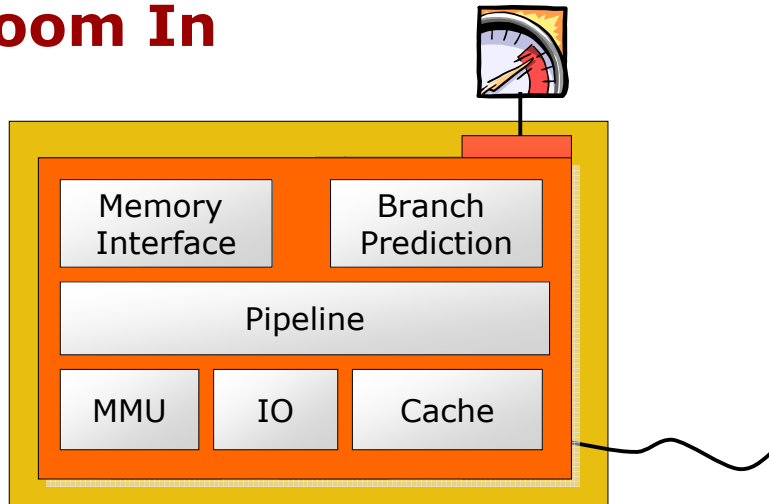 oom In
Memory
Interface
Branch
Prediction
Pipeline
MMU
IO
Cache